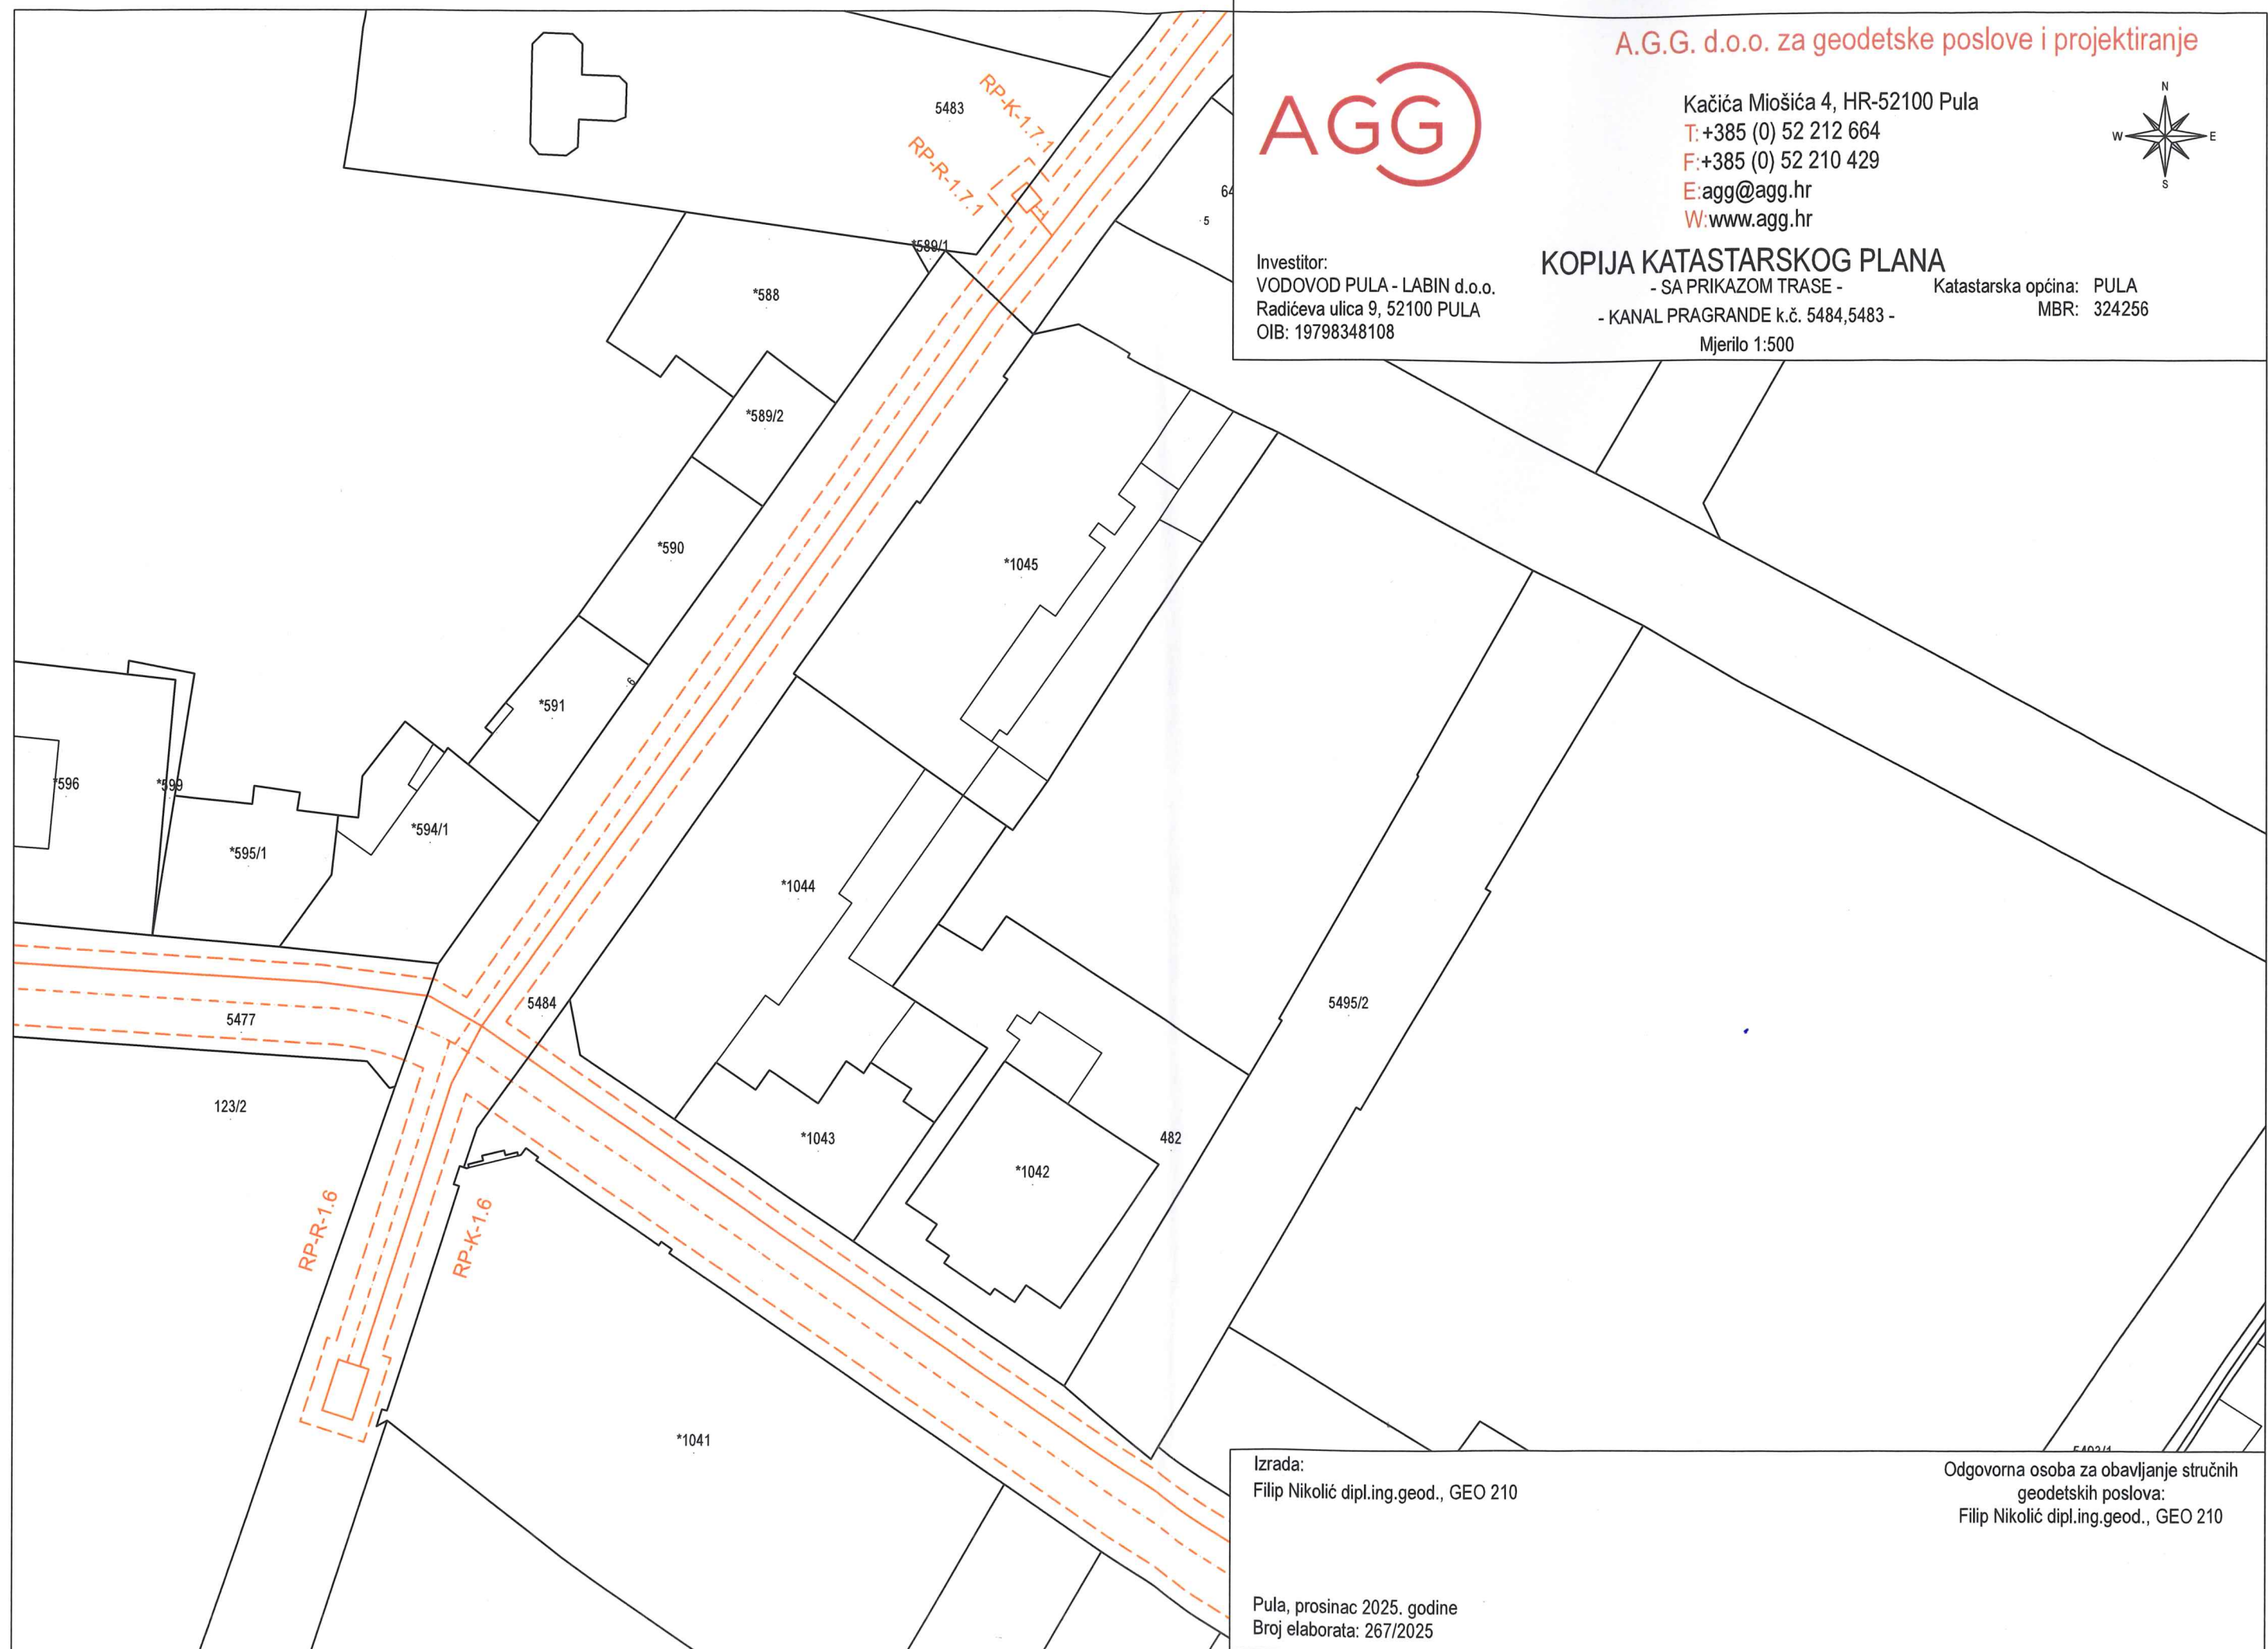 A.G.G. d.o.o. za geodetske poslove i projektiranje
AGG
Kačića Miošića 4, HR-52100 Pula
T:+385 (0) 52 212 664
F:+385 (0) 52 210 429
E:agg@agg.hr
W:www.agg.hr
N
W
E
S
Investitor:
VODOVOD PULA - LABIN d.o.o.
Radićeva ulica 9, 52100 PULA
OIB: 19798348108
KOPIJA KATASTARSKOG PLANA
- SA PRIKAZOM TRASE -
- KANAL PRAGRANDE k.č. 5484,5483 -
Mjerilo 1:500
Katastarska općina: PULA
MBR: 324256
5483
RP-K-1.7.1
RP-R-1.7.1
64
5
*589/1
*588
*589/2
*590
*1045
*591
6
*596
*599
*595/1
*594/1
*1044
5484
5477
5495/2
123/2
*1043
482
*1042
RP-R-1.6
RP-K-1.6
*1041
Izrada:
Filip Nikolić dipl.ing.geod., GEO 210
Odgovorna osoba za obavljanje stručnih
geodetskih poslova:
Filip Nikolić dipl.ing.geod., GEO 210
Pula, prosinac 2025. godine
Broj elaborata: 267/2025